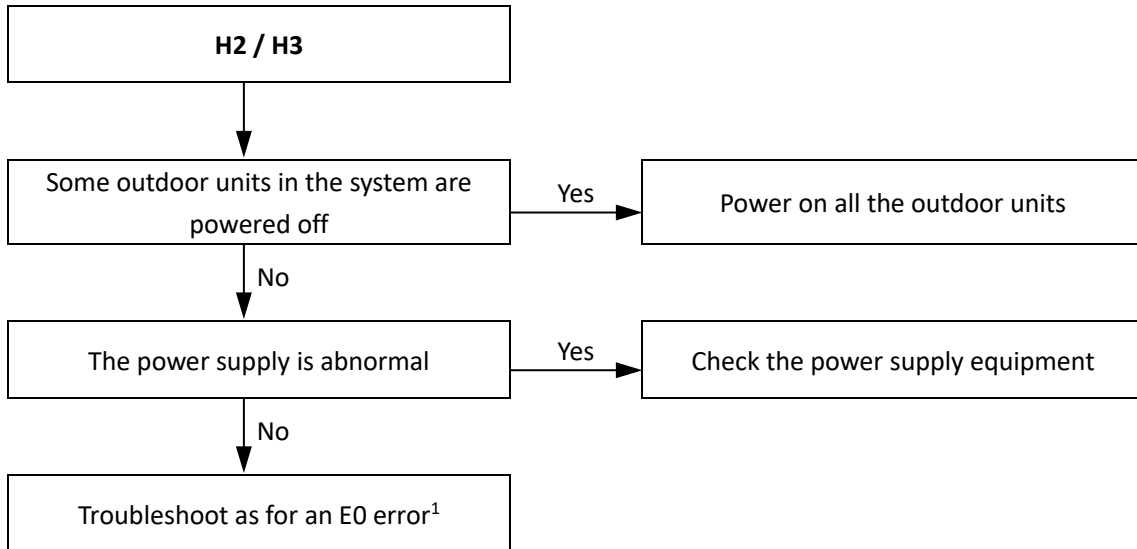 H2 / H3
Some outdoor units in the system are
powered off
Yes
Power on all the outdoor units
No
The power supply is abnormal
Yes
Check the power supply equipment
No
Troubleshoot as for an E0 error¹